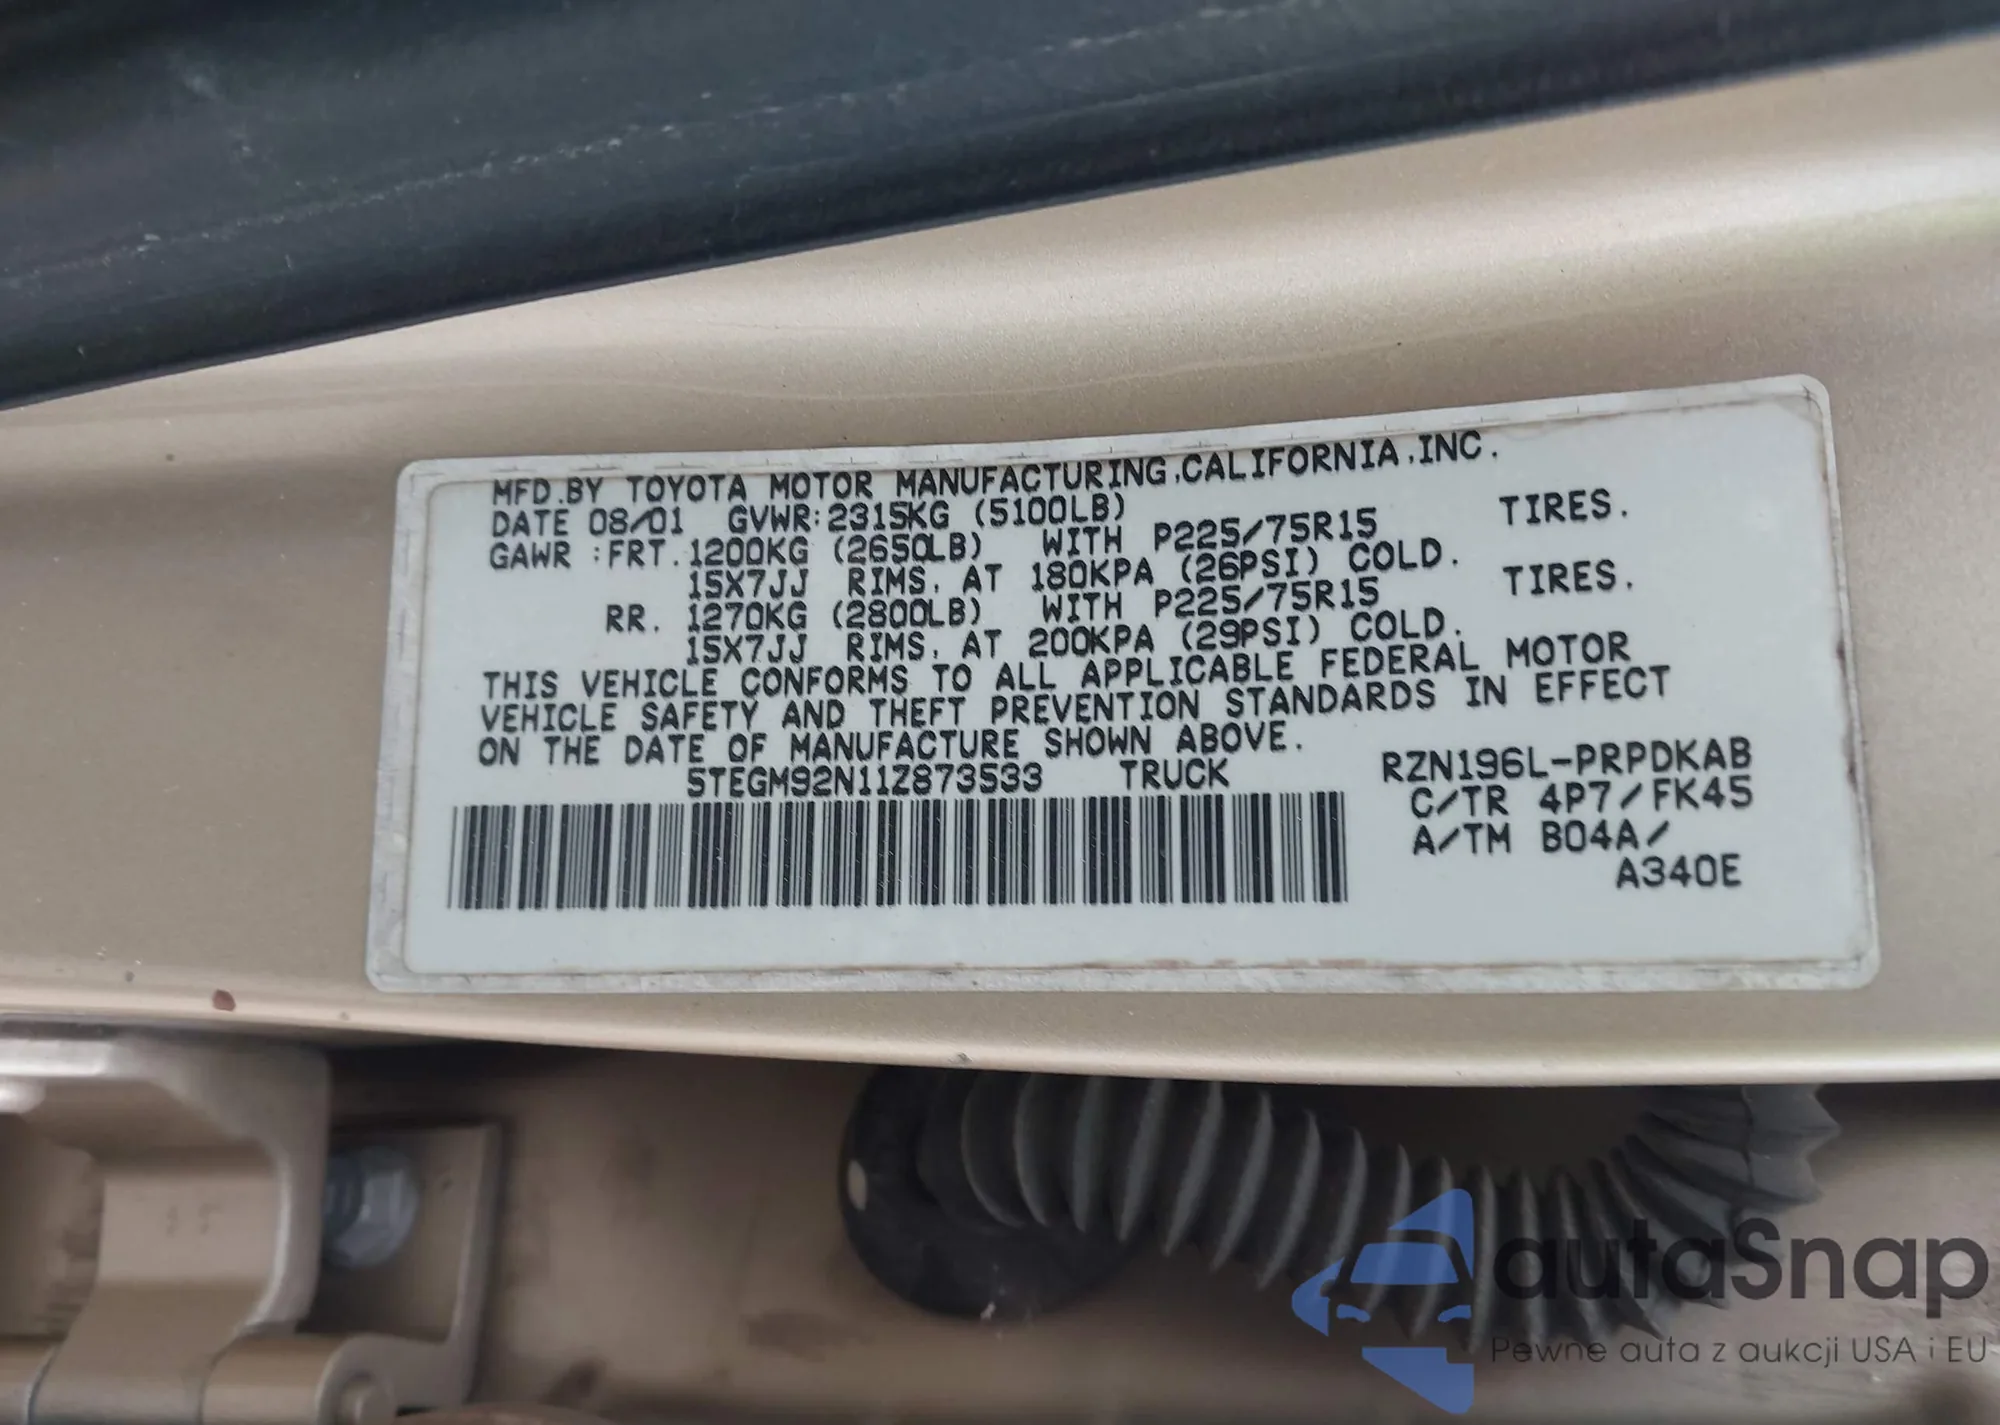 MFD.BY TOYOTA MOTOR MANUFACTURING,CALIFORNIA,INC.
DATE 08/01 GVWR:2315KG (5100LB)
GAWR :FRT. 1200KG (2650LB) WITH P225/75R15 TIRES.
15X7JJ RIMS, AT 180KPA (26PSI) COLD.
RR. 1270KG (2800LB) WITH P225/75R15 TIRES.
15X7JJ RIMS, AT 200KPA (29PSI) COLD.
THIS VEHICLE CONFORMS TO ALL APPLICABLE FEDERAL MOTOR
VEHICLE SAFETY AND THEFT PREVENTION STANDARDS IN EFFECT
ON THE DATE OF MANUFACTURE SHOWN ABOVE.
5TEGM92N11Z873533 TRUCK RZN196L-PRPDKAB
C/TR 4P7/FK45
A/TM B04A/
A340E
autaSnap
Pewne auta z aukcji USA i EU